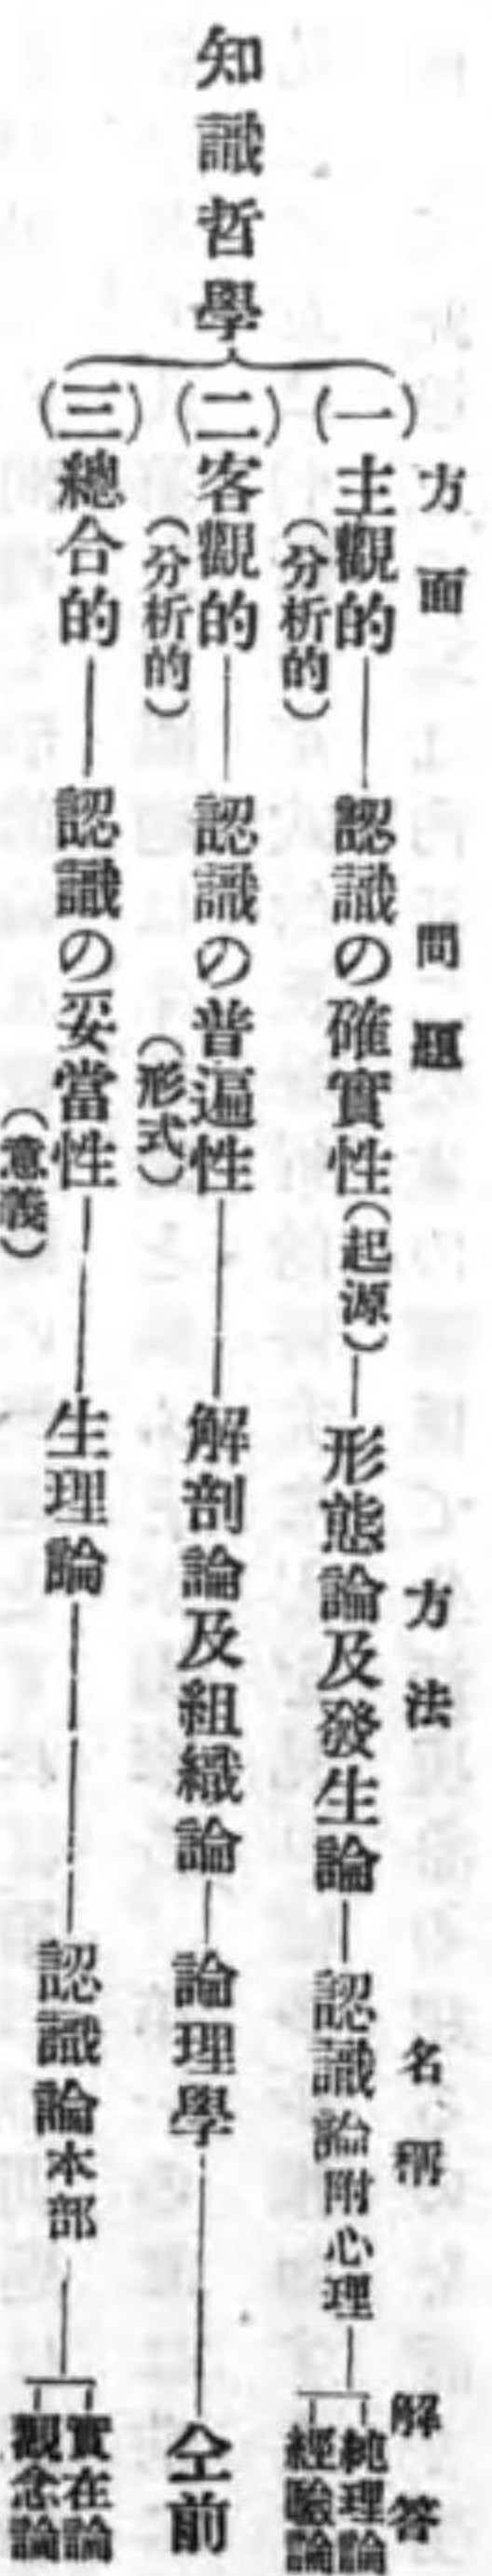 知識哲學
方面　問題　方法　名稱　解答
(一)主觀的(分析的)——認識の確實性(起源)—形態論及發生論—認識論附心理—純理論 經驗論
(二)客觀的(分析的)——認識の普遍性(形式)——解剖論及組織論—論理學——仝前
(三)總合的——認識の妥當性(意義)——生理論——認識論本部——實在論 觀念論